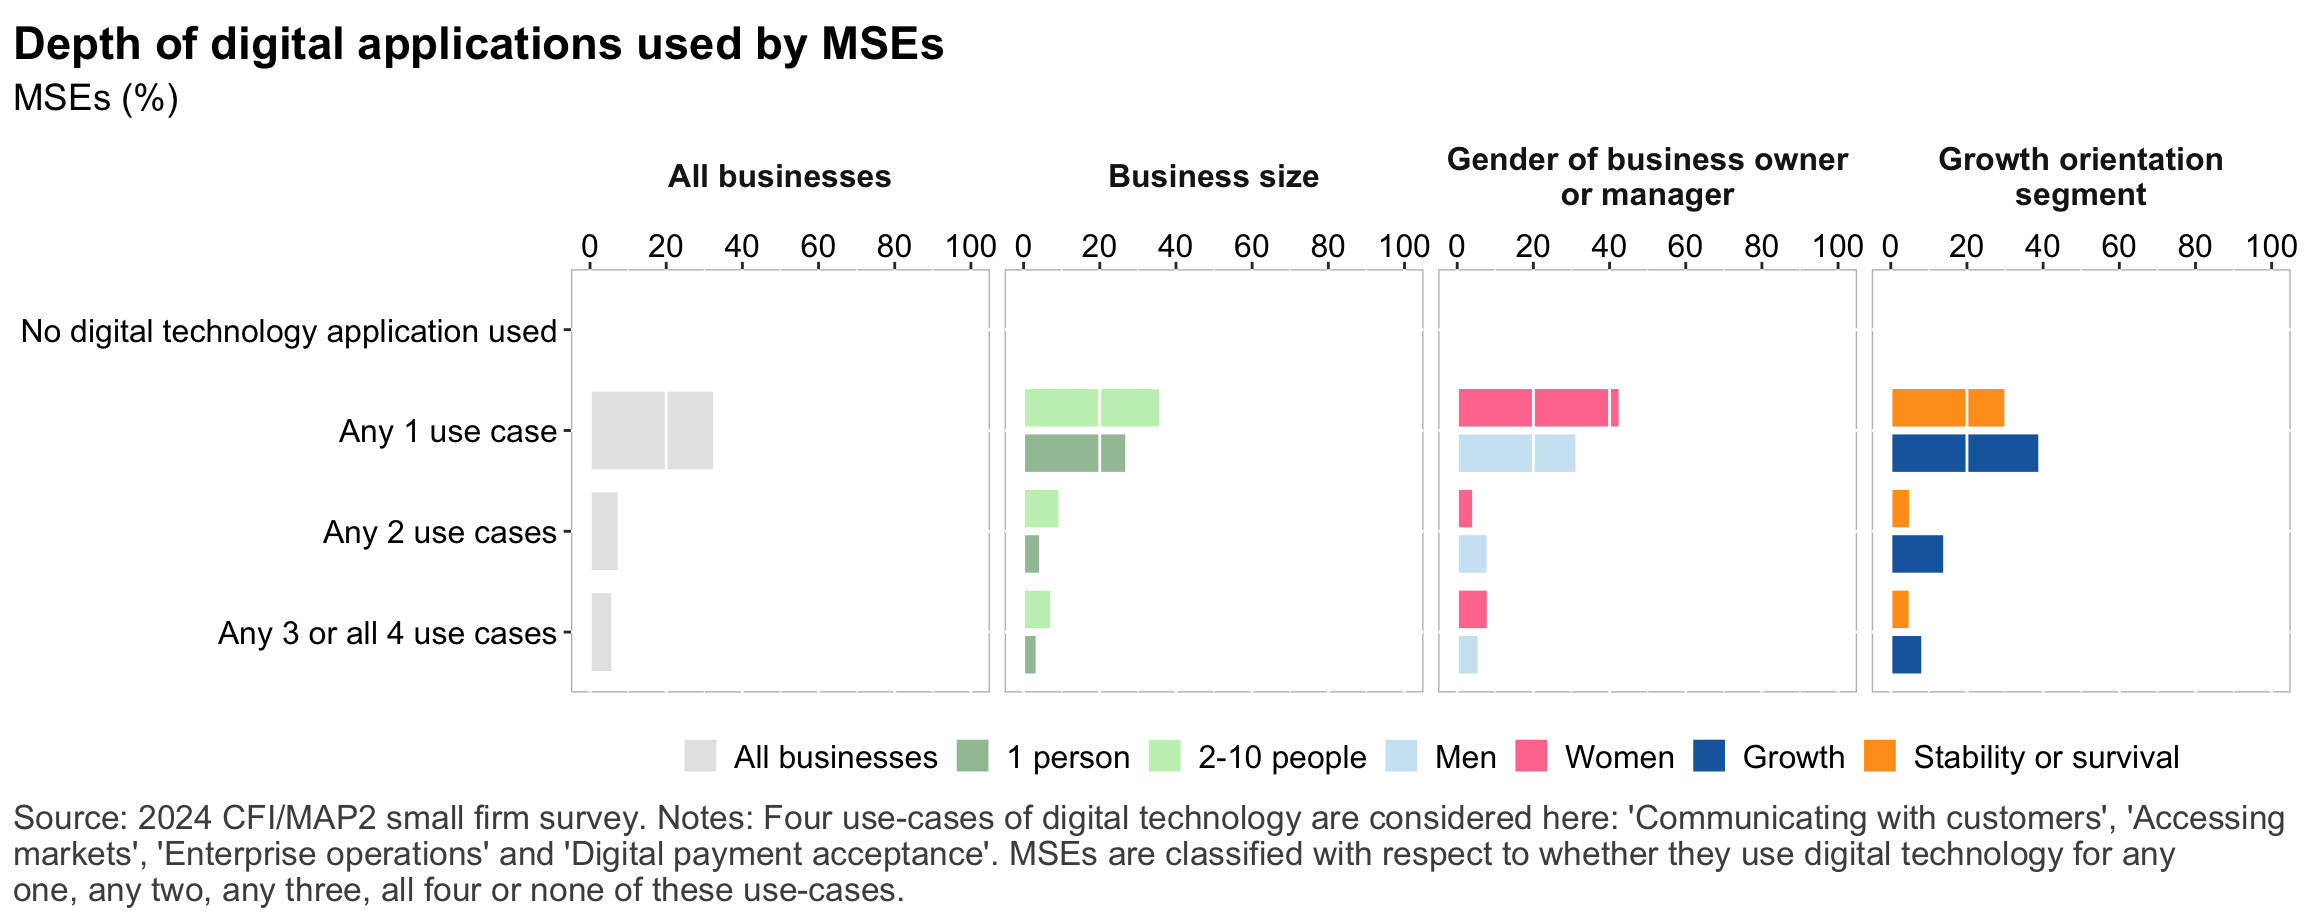 Depth of digital applications used by MSEs
MSEs (%)
All businesses
Business size
Gender of business owner
or manager
Growth orientation
segment
0 20 40 60 80 100
0 20 40 60 80 100
0 20 40 60 80 100
0 20 40 60 80 100
No digital technology application used
Any 1 use case
Any 2 use cases
Any 3 or all 4 use cases
All businesses 1 person 2-10 people Men Women Growth Stability or survival
Source: 2024 CFI/MAP2 small firm survey. Notes: Four use-cases of digital technology are considered here: 'Communicating with customers', 'Accessing
markets', 'Enterprise operations' and 'Digital payment acceptance'. MSEs are classified with respect to whether they use digital technology for any
one, any two, any three, all four or none of these use-cases.